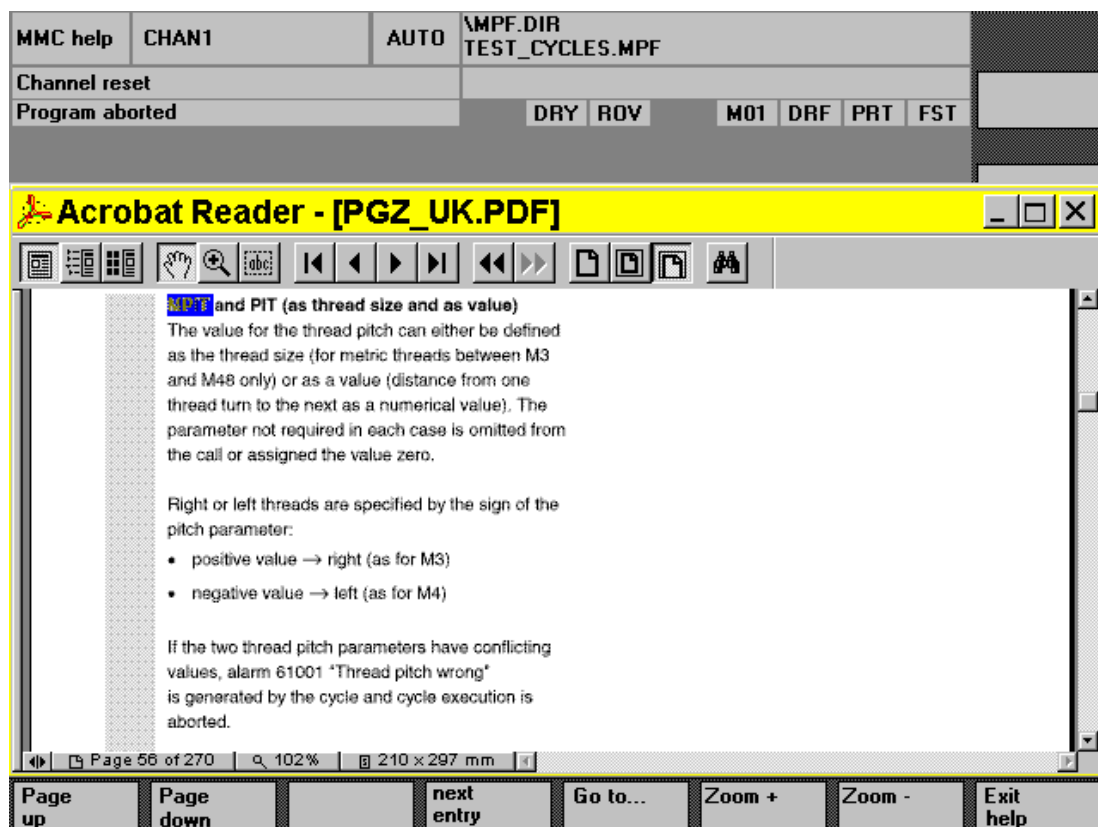 MMC help CHAN1 AUTO \MPF.DIR
TEST_CYCLES.MPF
Channel reset
Program aborted DRY ROV M01 DRF PRT FST
Acrobat Reader - [PGZ_UK.PDF]
abc
MPIT and PIT (as thread size and as value)
The value for the thread pitch can either be defined
as the thread size (for metric threads between M3
and M48 only) or as a value (distance from one
thread turn to the next as a numerical value). The
parameter not required in each case is omitted from
the call or assigned the value zero.
Right or left threads are specified by the sign of the
pitch parameter:
• positive value → right (as for M3)
• negative value → left (as for M4)
If the two thread pitch parameters have conflicting
values, alarm 61001 "Thread pitch wrong"
is generated by the cycle and cycle execution is
aborted.
Page 56 of 270 102% 210 x 297 mm
Page up
Page down
next entry
Go to...
Zoom +
Zoom -
Exit help